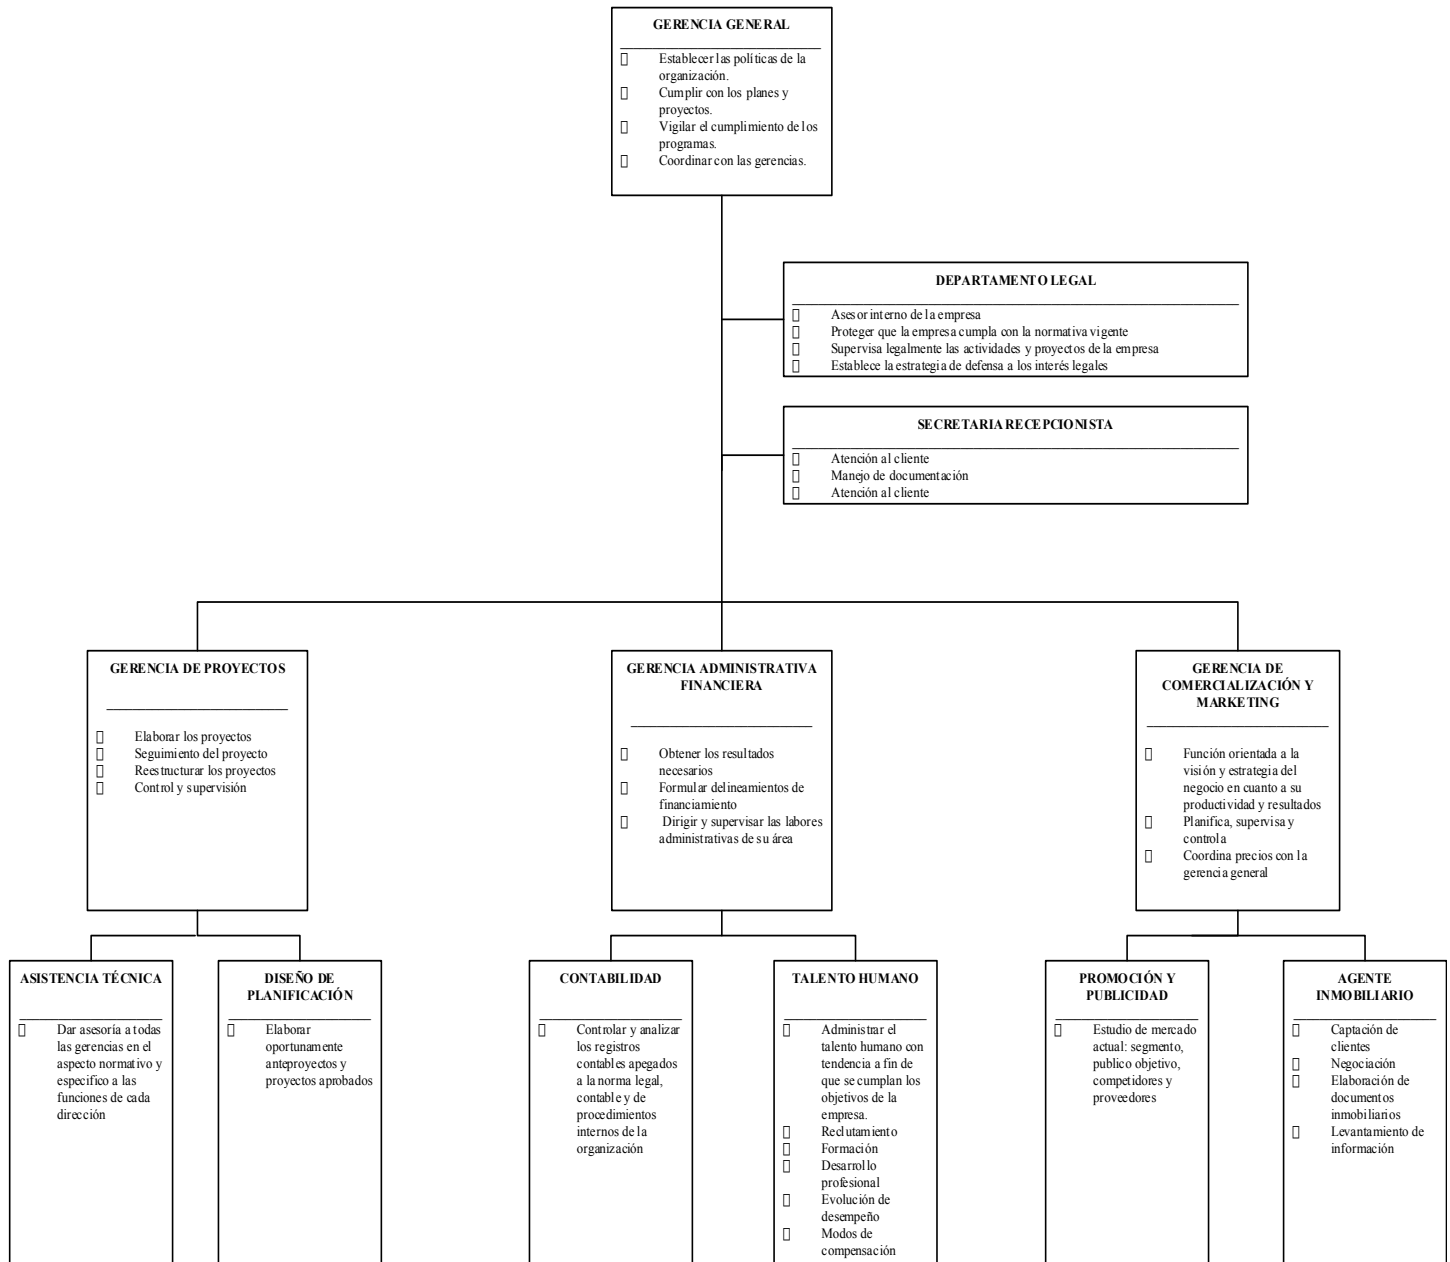 GERENCIA GENERAL
Establecer las políticas de la
organización.
Cumplir con los planes y
proyectos.
Vigilar el cumplimiento de los
programas.
Coordinar con las gerencias.
DEPARTAMENTO LEGAL
Asesor interno de la empresa
Proteger que la empresa cumpla con la normativa vigente
Supervisa legalmente las actividades y proyectos de la empresa
Establece la estrategia de defensa a los interés legales
SECRETARIA RECEPCIONISTA
Atención al cliente
Manejo de documentación
Atención al cliente
GERENCIA DE PROYECTOS
Elaborar los proyectos
Seguimiento del proyecto
Reestructurar los proyectos
Control y supervisión
GERENCIA ADMINISTRATIVA
FINANCIERA
Obtener los resultados
necesarios
Formular delineamientos de
financiamiento
Dirigir y supervisar las labores
administrativas de su área
GERENCIA DE
COMERCIALIZACIÓN Y
MARKETING
Función orientada a la
visión y estrategia del
negocio en cuanto a su
productividad y resultados
Planifica, supervisa y
controla
Coordina precios con la
gerencia general
ASISTENCIA TÉCNICA
Dar asesoría a todas
las gerencias en el
aspecto normativo y
especifico a las
funciones de cada
dirección
DISEÑO DE
PLANIFICACIÓN
Elaborar
oportunamente
anteproyectos y
proyectos aprobados
CONTABILIDAD
Controlar y analizar
los registros
contables apegados
a la norma legal,
contable y de
procedimientos
internos de la
organización
TALENTO HUMANO
Administrar el
talento humano con
tendencia a fin de
que se cumplan los
objetivos de la
empresa.
Reclutamiento
Formación
Desarrollo
profesional
Evolución de
desempeño
Modos de
compensación
PROMOCIÓN Y
PUBLICIDAD
Estudio de mercado
actual: segmento,
publico objetivo,
competidores y
proveedores
AGENTE
INMOBILIARIO
Captación de
clientes
Negociación
Elaboración de
documentos
inmobiliarios
Levantamiento de
información